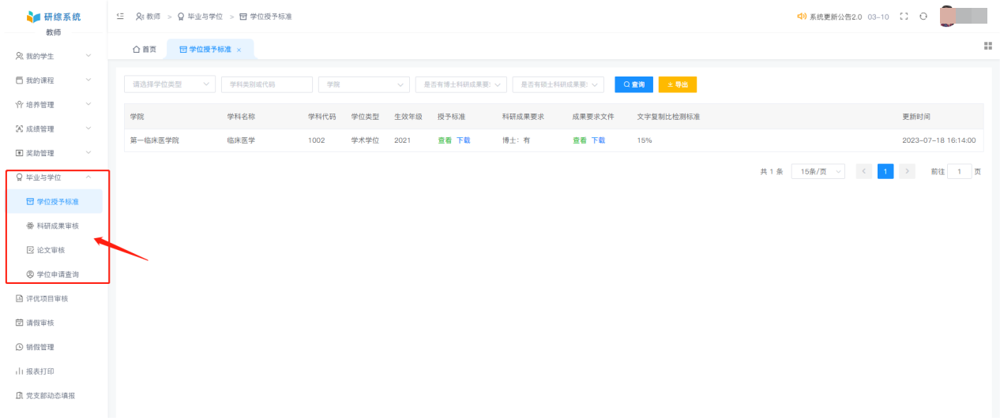 研综系统
教师
我的学生
我的课程
培养管理
成绩管理
奖助管理
毕业与学位
学位授予标准
科研成果审核
论文审核
学位申请查询
评优项目审核
请假审核
销假管理
报表打印
党支部动态填报
教师 > 毕业与学位 > 学位授予标准
系统更新公告2.0 03-10
首页 学位授予标准 ×
请选择学位类型 学科类别或代码 学院 是否有博士科研成果要求 是否有硕士科研成果要求 查询 导出
学院 学科名称 学科代码 学位类型 生效年级 授予标准 科研成果要求 成果要求文件 文字复制比检测标准 更新时间
第一临床医学院 临床医学 1002 学术学位 2021 查看 下载 博士：有 查看 下载 15% 2023-07-18 16:14:00
共 1 条 15条/页 < 1 > 前往 1 页